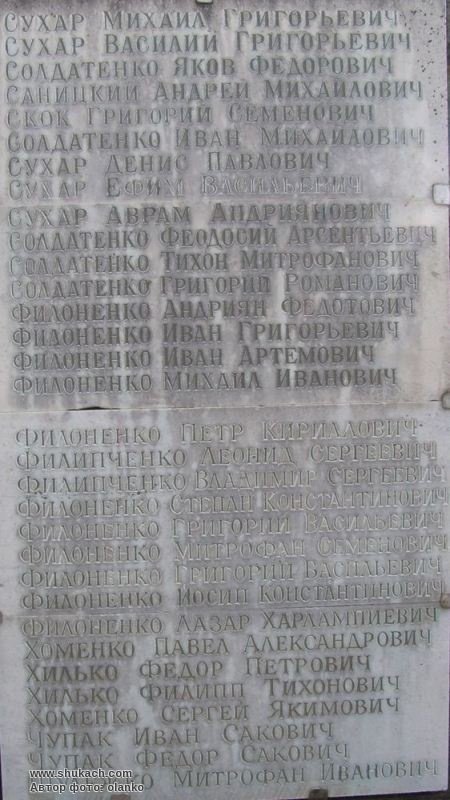 СУХАР МИХАИЛ ГРИГОРЬЕВИЧ
СУХАР ВАСИЛИЙ ГРИГОРЬЕВИЧ
СОЛДАТЕНКО ЯКОВ ФЕДОРОВИЧ
САНИЦКИЙ АНДРЕЙ МИХАЙЛОВИЧ
СКОК ГРИГОРИЙ СЕМЕНОВИЧ
СОЛДАТЕНКО ИВАН МИХАЙЛОВИЧ
СУХАР ДЕНИС ПАВЛОВИЧ
СУХАР ЕФИМ ВАСИЛЬЕВИЧ
СУХАР АВРАМ АНДРИЯНОВИЧ
СОЛДАТЕНКО ФЕОДОСИЙ АРСЕНТЬЕВИЧ
СОЛДАТЕНКО ТИХОН МИТРОФАНОВИЧ
СОЛДАТЕНКО ГРИГОРИЙ РОМАНОВИЧ
ФИЛОНЕНКО АНДРИЯН ФЕДОТОВИЧ
ФИЛОНЕНКО ИВАН ГРИГОРЬЕВИЧ
ФИЛОНЕНКО ИВАН АРТЕМОВИЧ
ФИЛОНЕНКО МИХАИЛ ИВАНОВИЧ
ФИЛОНЕНКО ПЕТР КИРИЛЛОВИЧ
ФИЛИПЧЕНКО ЛЕОНИД СЕРГЕЕВИЧ
ФИЛИПЧЕНКО ВЛАДИМИР СЕРГЕЕВИЧ
ФИЛОНЕНКО СТЕПАН КОНСТАНТИНОВИЧ
ФИЛОНЕНКО ГРИГОРИЙ ВАСИЛЬЕВИЧ
ФИЛОНЕНКО МИТРОФАН СЕМЕНОВИЧ
ФИЛОНЕНКО ГРИГОРИЙ ВАСИЛЬЕВИЧ
ФИЛОНЕНКО ИОСИП КОНСТАНТИНОВИЧ
ФИЛОНЕНКО ЛАЗАР ХАРЛАМПИЕВИЧ
ХОМЕНКО ПАВЕЛ АЛЕКСАНДРОВИЧ
ХИЛЬКО ФЕДОР ПЕТРОВИЧ
ХИЛЬКО ФИЛИПП ТИХОНОВИЧ
ХОМЕНКО СЕРГЕЙ ЯКИМОВИЧ
ЧУПАК ИВАН САКОВИЧ
ЧУПАК ФЕДОР САКОВИЧ
МИТРОФАН ИВАНОВИЧ
www.shukach.com
Автор фото: olanko